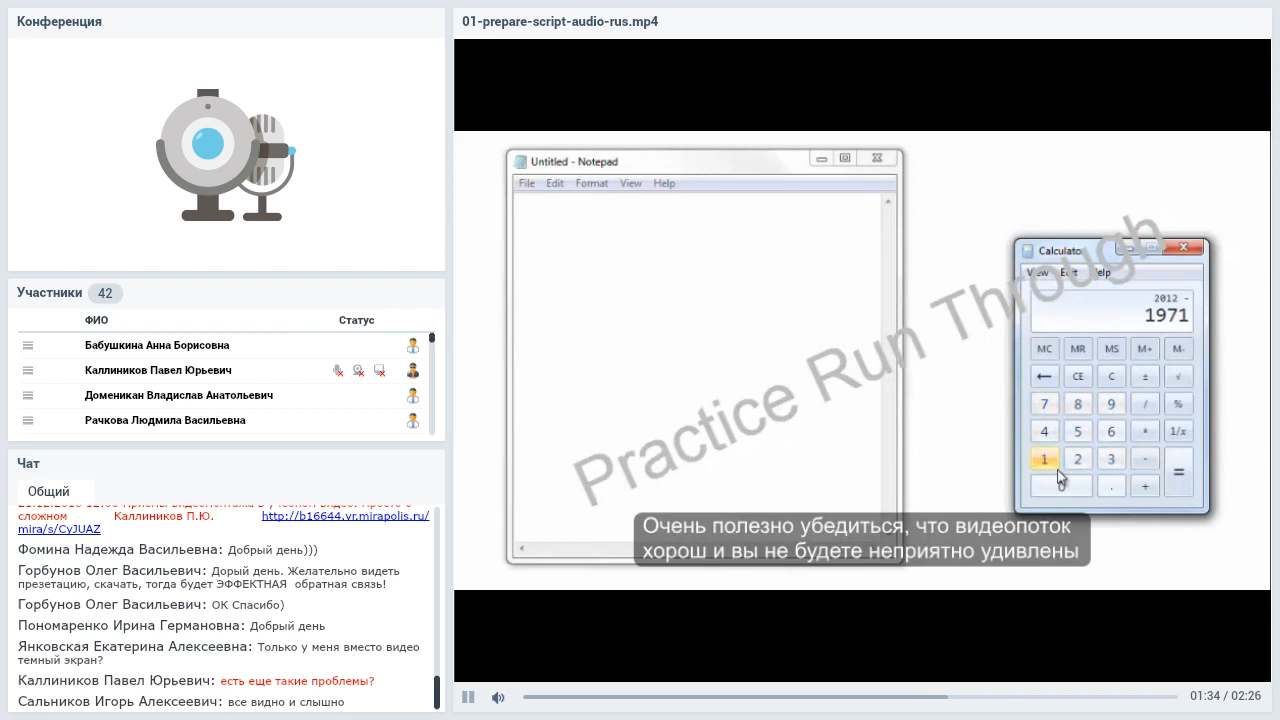 Конференция
01-prepare-script-audio-rus.mp4
Участники 42
ФИО Статус
Бабушкина Анна Борисовна
Каллиников Павел Юрьевич
Доменикан Владислав Анатольевич
Рачкова Людмила Васильевна
Чат
Общий
сложном Каллиников П.Ю. http://b16644.vr.mirapolis.ru/
mira/s/CyJUAZ
Фомина Надежда Васильевна: Добрый день)))
Горбунов Олег Васильевич: Дорый день. Желательно видеть
презетацию, скачать, тогда будет ЭФФЕКТНАЯ обратная связь!
Горбунов Олег Васильевич: ОК Спасибо)
Пономаренко Ирина Германовна: Добрый день
Янковская Екатерина Алексеевна: Только у меня вместо видео
темный экран?
Каллиников Павел Юрьевич: есть еще такие проблемы?
Сальников Игорь Алексеевич: все видно и слышно
Untitled - Notepad
File Edit Format View Help
Practice Run Through
Calculato
View Edit Help
2012 -
1971
MC MR MS M+ M-
← CE C ± √
7 8 9 / %
4 5 6 * 1/x
1 2 3 - =
0 . +
Очень полезно убедиться, что видеопоток
хорош и вы не будете неприятно удивлены
01:34 / 02:26